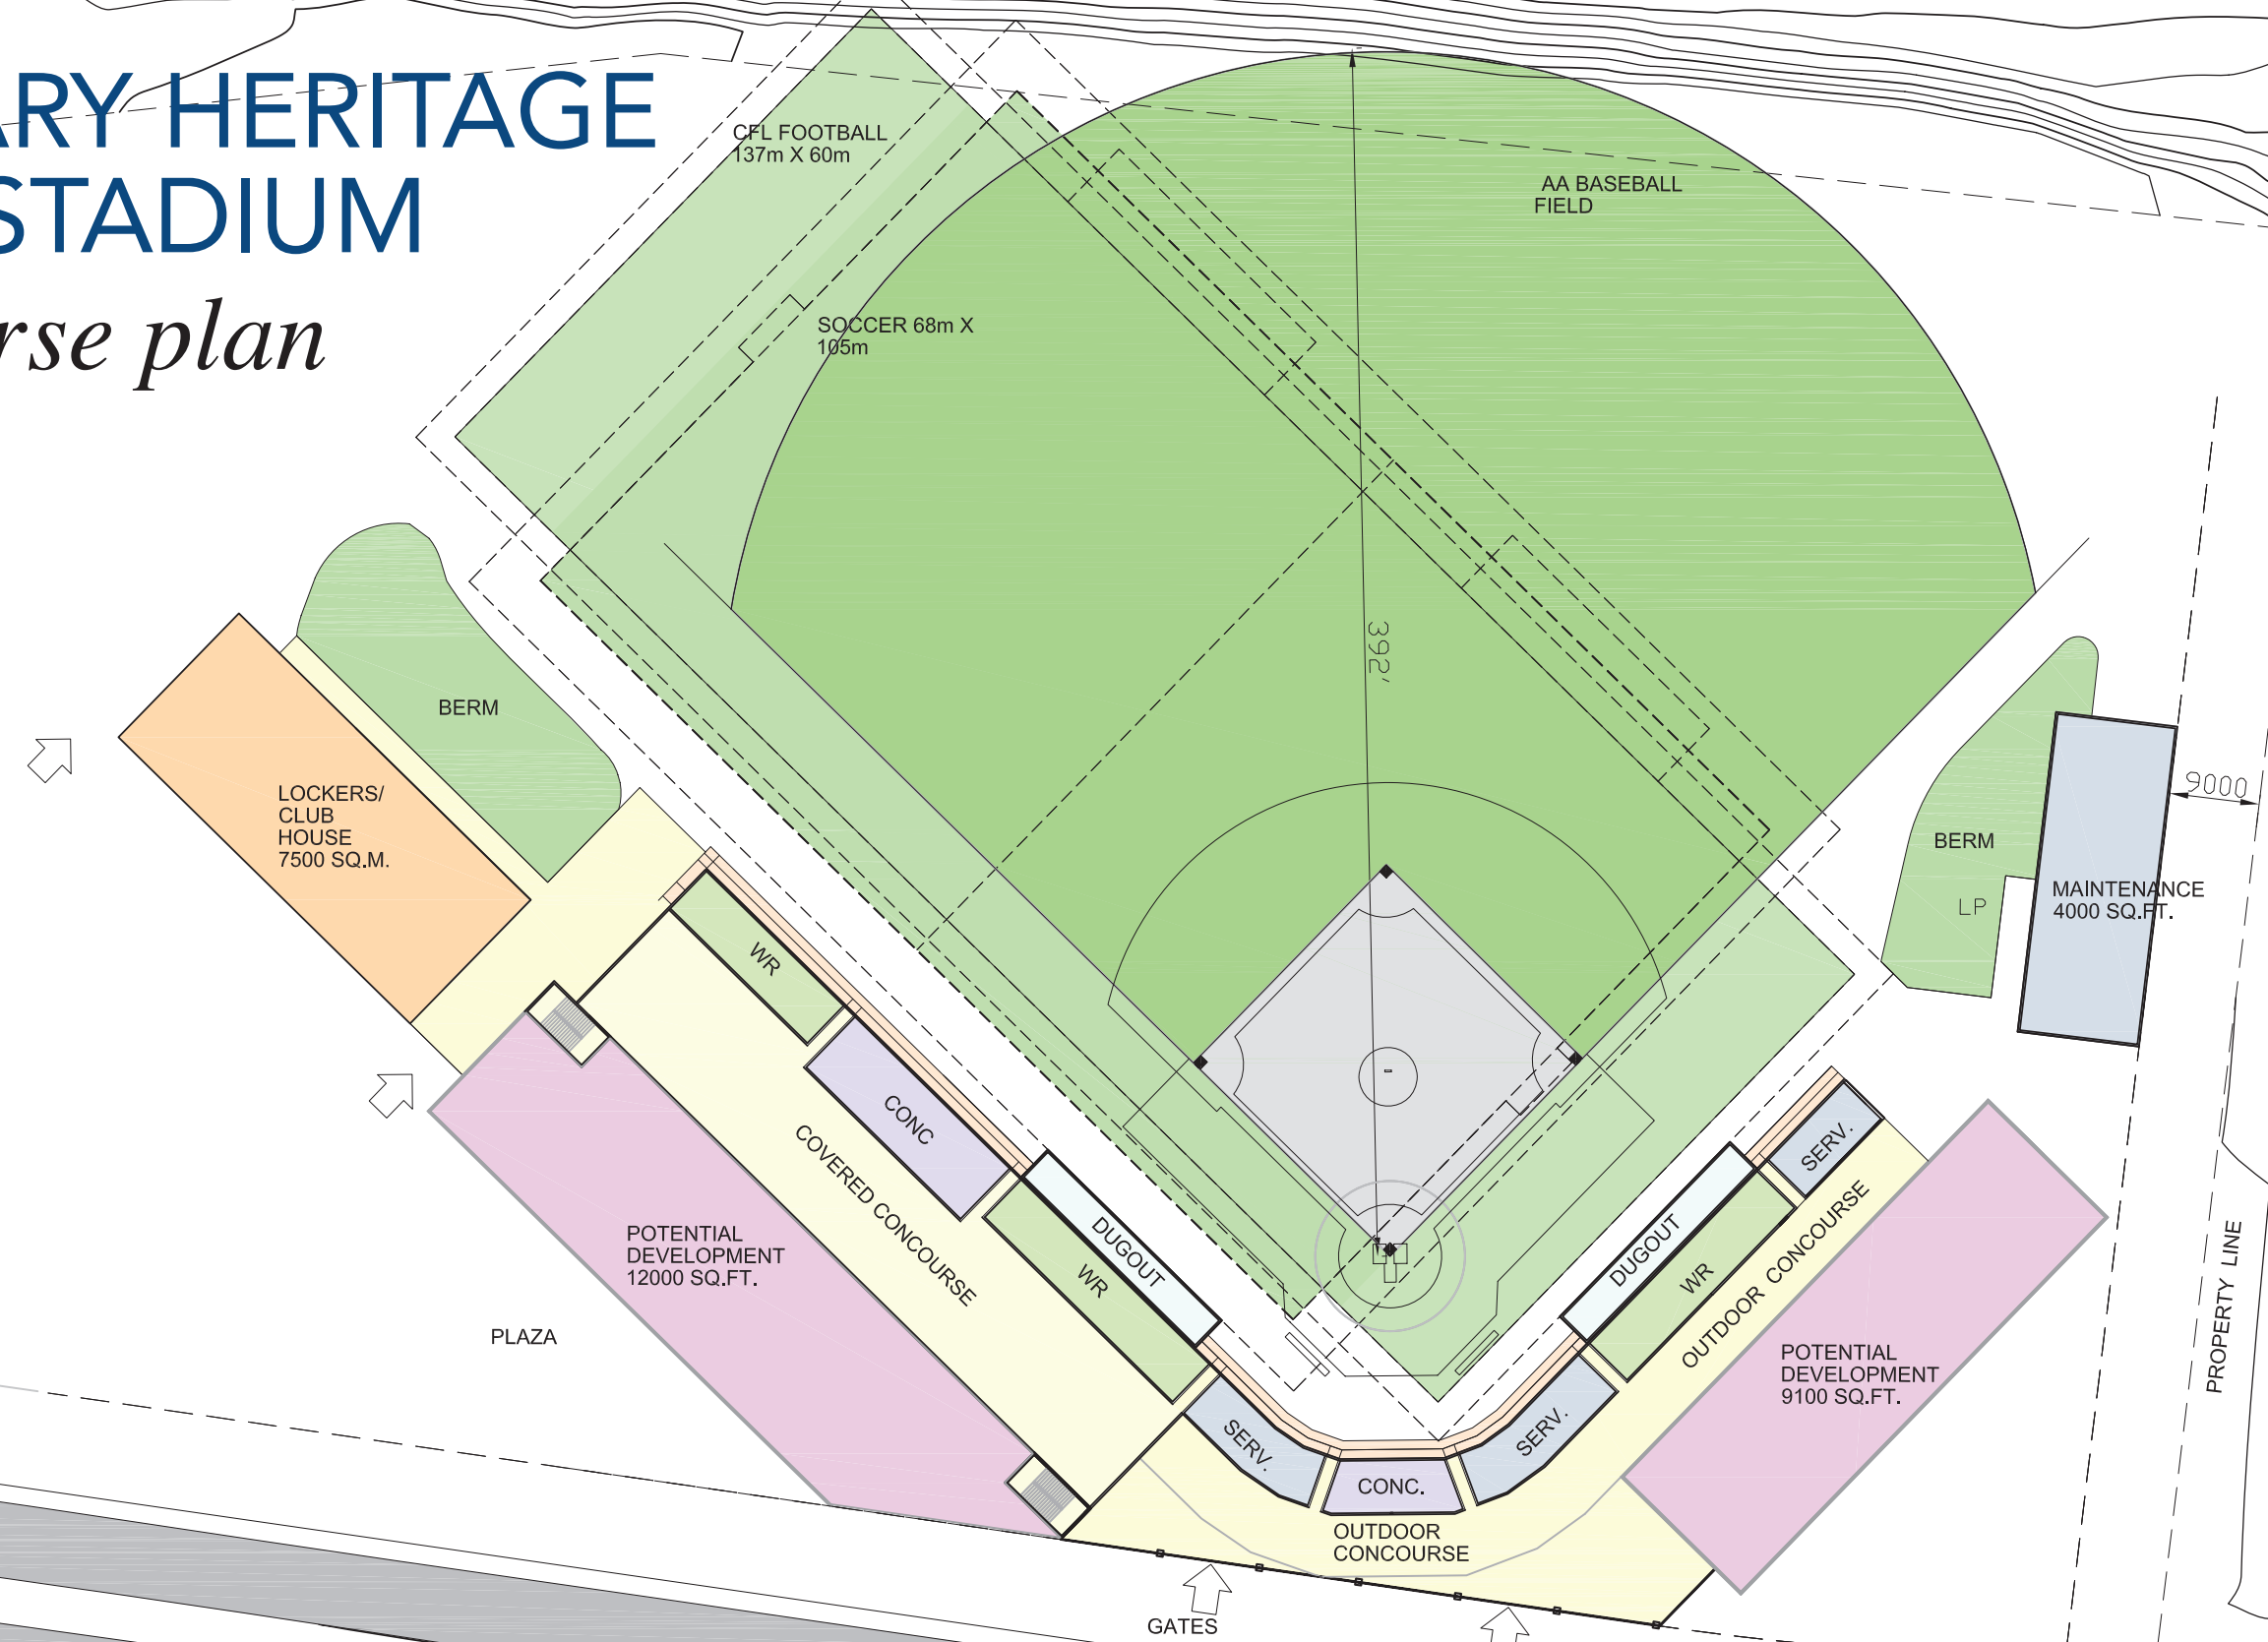 ARY HERITAGE
STADIUM
rse plan
CFL FOOTBALL
137m X 60m
AA BASEBALL
FIELD
SOCCER 68m X
105m
392'
BERM
LOCKERS/
CLUB
HOUSE
7500 SQ.M.
9000
BERM
LP
MAINTENANCE
4000 SQ.FT.
WR
CONC
COVERED CONCOURSE
DUGOUT
WR
POTENTIAL
DEVELOPMENT
12000 SQ.FT.
PLAZA
SERV.
CONC.
SERV.
DUGOUT
WR
SERV.
OUTDOOR CONCOURSE
POTENTIAL
DEVELOPMENT
9100 SQ.FT.
PROPERTY LINE
OUTDOOR
CONCOURSE
GATES